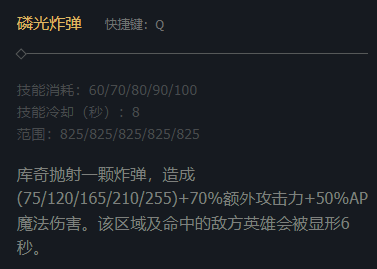 磷光炸弹 快捷键：Q
技能消耗：60/70/80/90/100
技能冷却（秒）：8
范围：825/825/825/825/825
库奇抛射一颗炸弹，造成
(75/120/165/210/255)+70%额外攻击力+50%AP
魔法伤害。该区域及命中的敌方英雄会被显形6
秒。